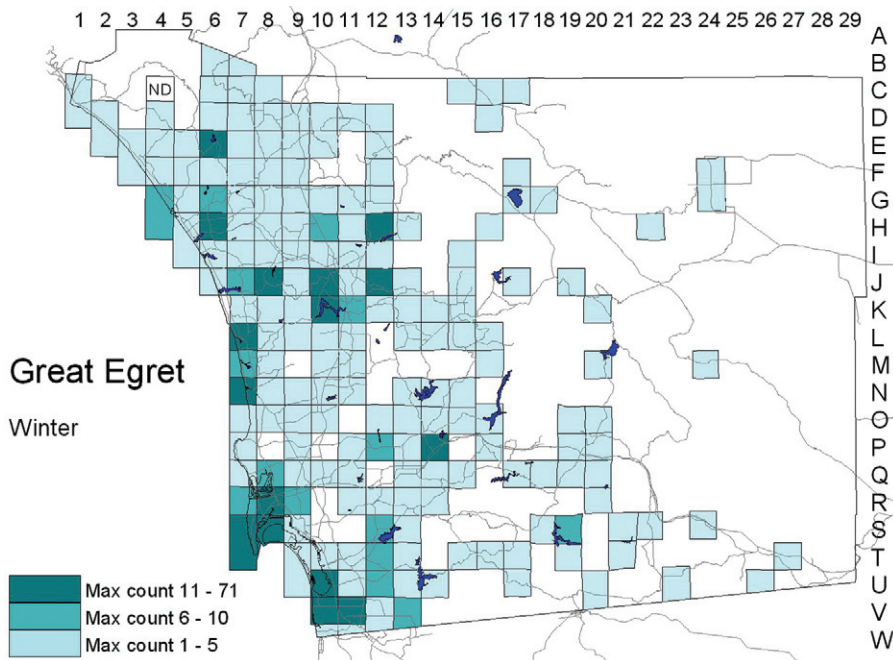 1 2 3 4 5 6 7 8 9 10 11 12 13 14 15 16 17 18 19 20 21 22 23 24 25 26 27 28 29
A
B
C
ND
D
E
F
G
H
I
J
K
L
M
Great Egret
N
Winter
O
P
Q
R
S
T
Max count 11 - 71
U
Max count 6 - 10
V
Max count 1 - 5
W